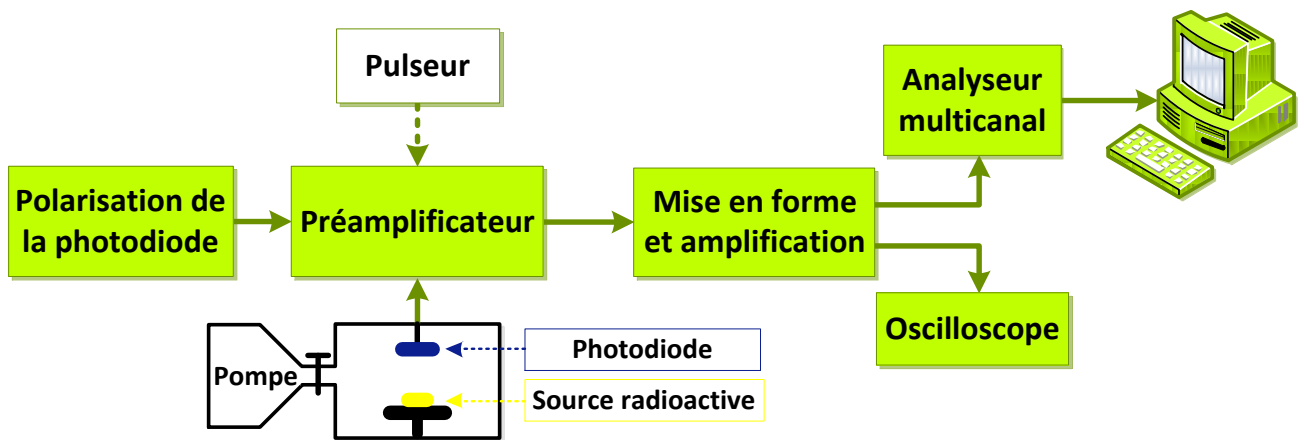 Pulseur
Analyseur
multicanal
Polarisation de
la photodiode
Préamplificateur
Mise en forme
et amplification
Oscilloscope
Pompe
Photodiode
Source radioactive